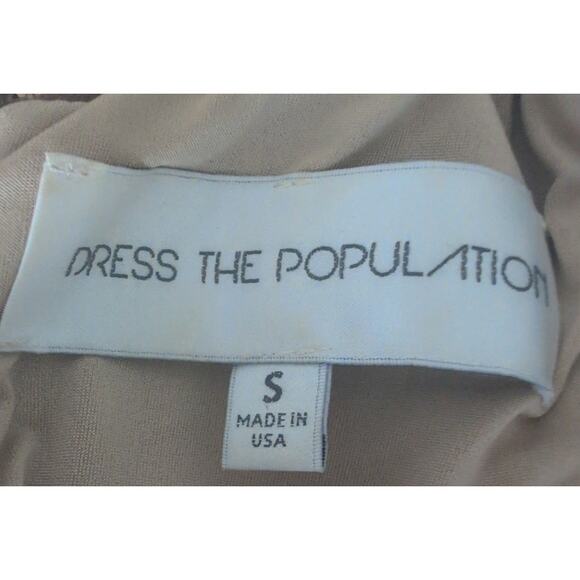 DRESS THE POPULATION
S
MADE IN
USA